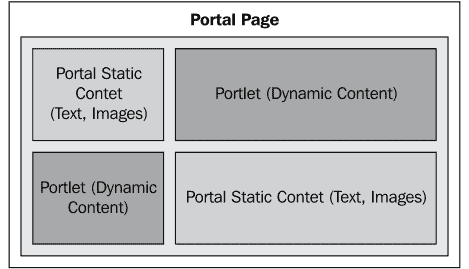 Portal Page
Portal Static
Contet
(Text, Images)
Portlet (Dynamic Content)
Portlet (Dynamic
Content)
Portal Static Contet (Text, Images)